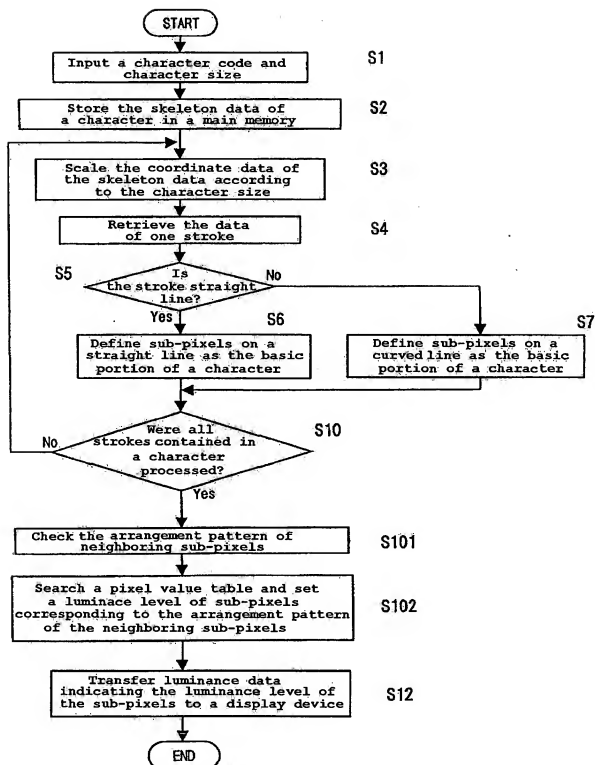 START
Input a character code and
character size
S1
Store the skeleton data of
a character in a main memory
S2
Scale the coordinate data of
the skeleton data according
to the character size
S3
Retrieve the data
of one stroke
S4
S5
Is
the stroke straight
line?
No
Yes
S6
S7
Define sub-pixels on a
straight line as the basic
portion of a character
Define sub-pixels on a
curved line as the basic
portion of a character
Were all
strokes contained in
a character
processed?
S10
No
Yes
Check the arrangement pattern of
neighboring sub-pixels
S101
Search a pixel value table and set
a luminace level of sub-pixels
corresponding to the arrangement pattern
of the neighboring sub-pixels
S102
Transfer luminance data
indicating the luminance level of
the sub-pixels to a display device
S12
END